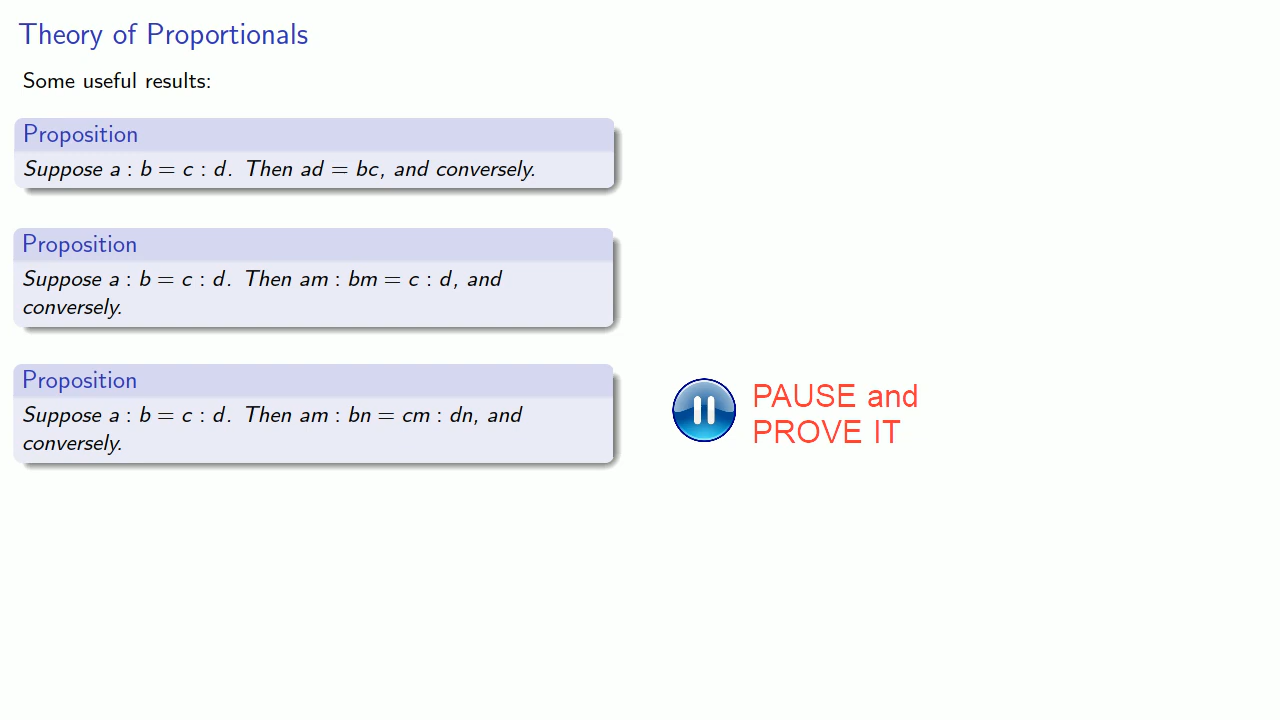 Theory of Proportionals
Some useful results:
Proposition
Suppose a : b = c : d. Then ad = bc, and conversely.
Proposition
Suppose a : b = c : d. Then am : bm = c : d, and
conversely.
Proposition
Suppose a : b = c : d. Then am : bn = cm : dn, and
conversely.
PAUSE and
PROVE IT